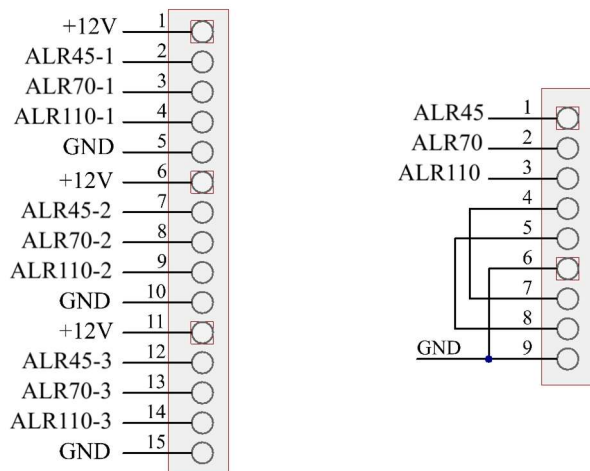 +12V 1
ALR45-1 2
ALR70-1 3
ALR110-1 4
GND 5
+12V 6
ALR45-2 7
ALR70-2 8
ALR110-2 9
GND 10
+12V 11
ALR45-3 12
ALR70-3 13
ALR110-3 14
GND 15
ALR45 1
ALR70 2
ALR110 3
4
5
6
7
8
GND 9